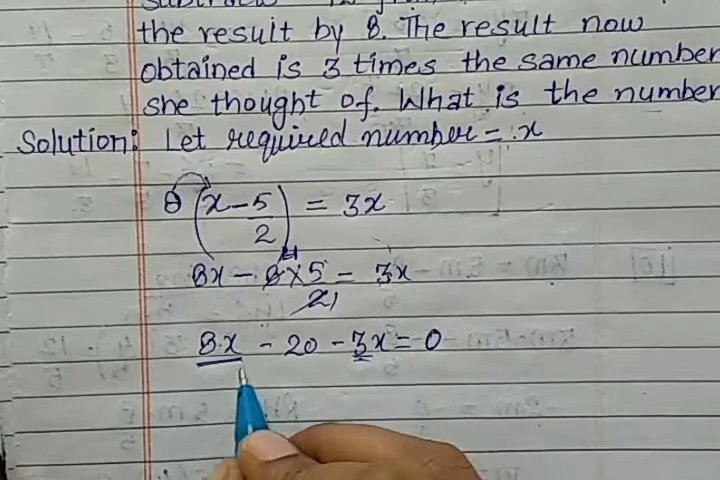 the result by 8. The result now
obtained is 3 times the same number
she thought of. What is the number
Solution: Let required number = x
8 (x - 5/2) = 3x
8x - 8×5/2 = 3x
8x - 20 - 3x = 0